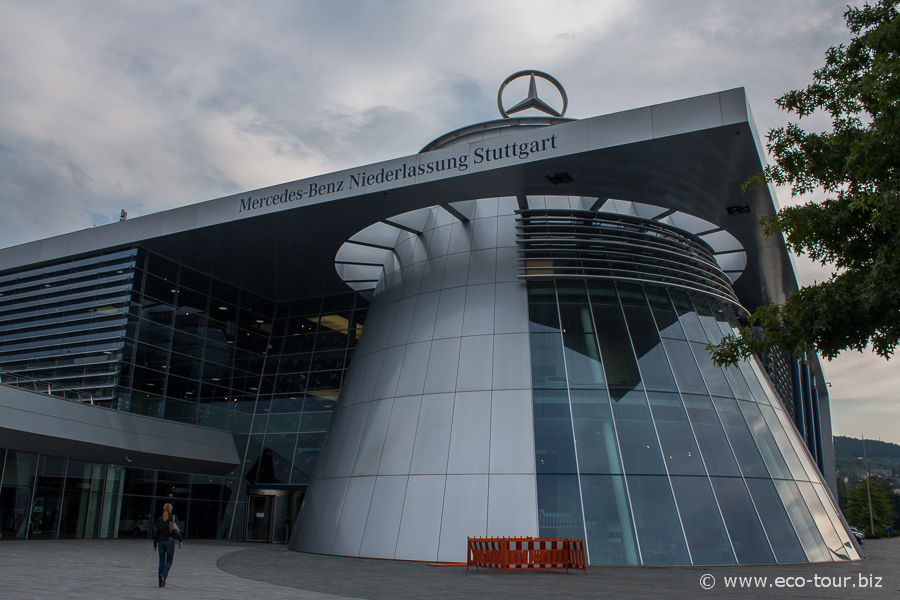 Mercedes-Benz Niederlassung Stuttgart
© www.eco-tour.biz